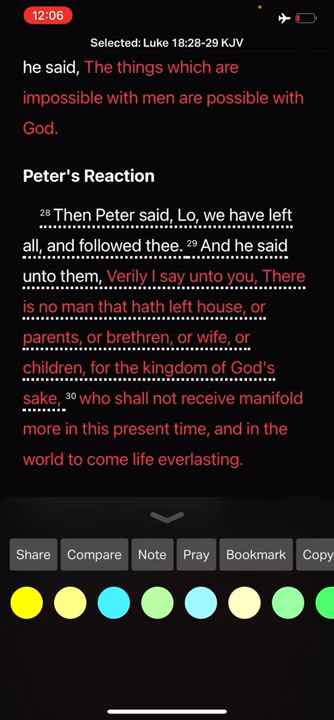 12:06
Selected: Luke 18:28-29 KJV
he said, The things which are
impossible with men are possible with
God.
Peter's Reaction
28 Then Peter said, Lo, we have left
all, and followed thee. 29 And he said
unto them, Verily I say unto you, There
is no man that hath left house, or
parents, or brethren, or wife, or
children, for the kingdom of God's
sake, 30 who shall not receive manifold
more in this present time, and in the
world to come life everlasting.
Share Compare Note Pray Bookmark Copy